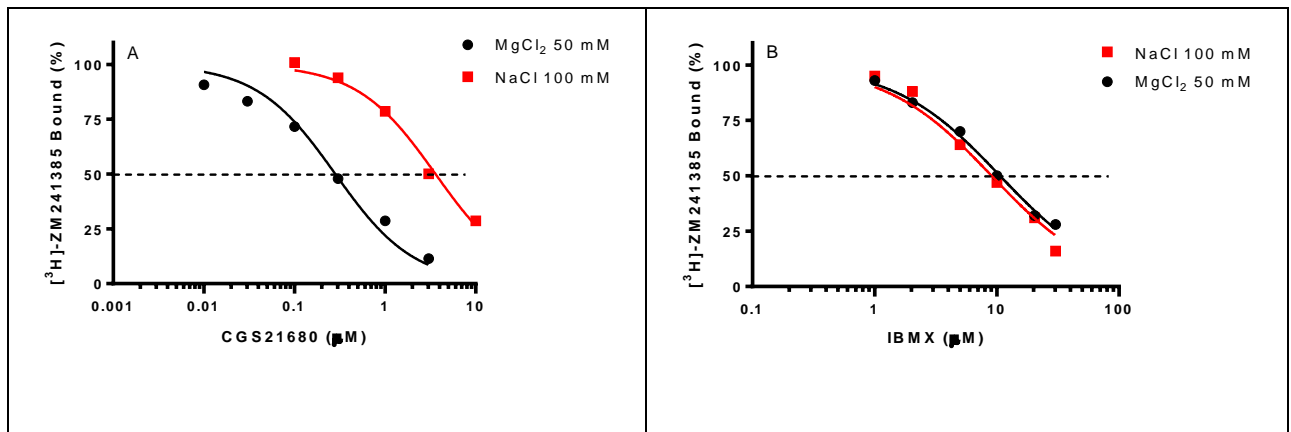 A
MgCl₂ 50 mM
NaCl 100 mM
[³H]-ZM241385 Bound (%)
100
75
50
25
0
0.001 0.01 0.1 1 10
CGS21680 (µM)
B
NaCl 100 mM
MgCl₂ 50 mM
[³H]-ZM241385 Bound (%)
100
75
50
25
0
0.1 1 10 100
IBMX (µM)